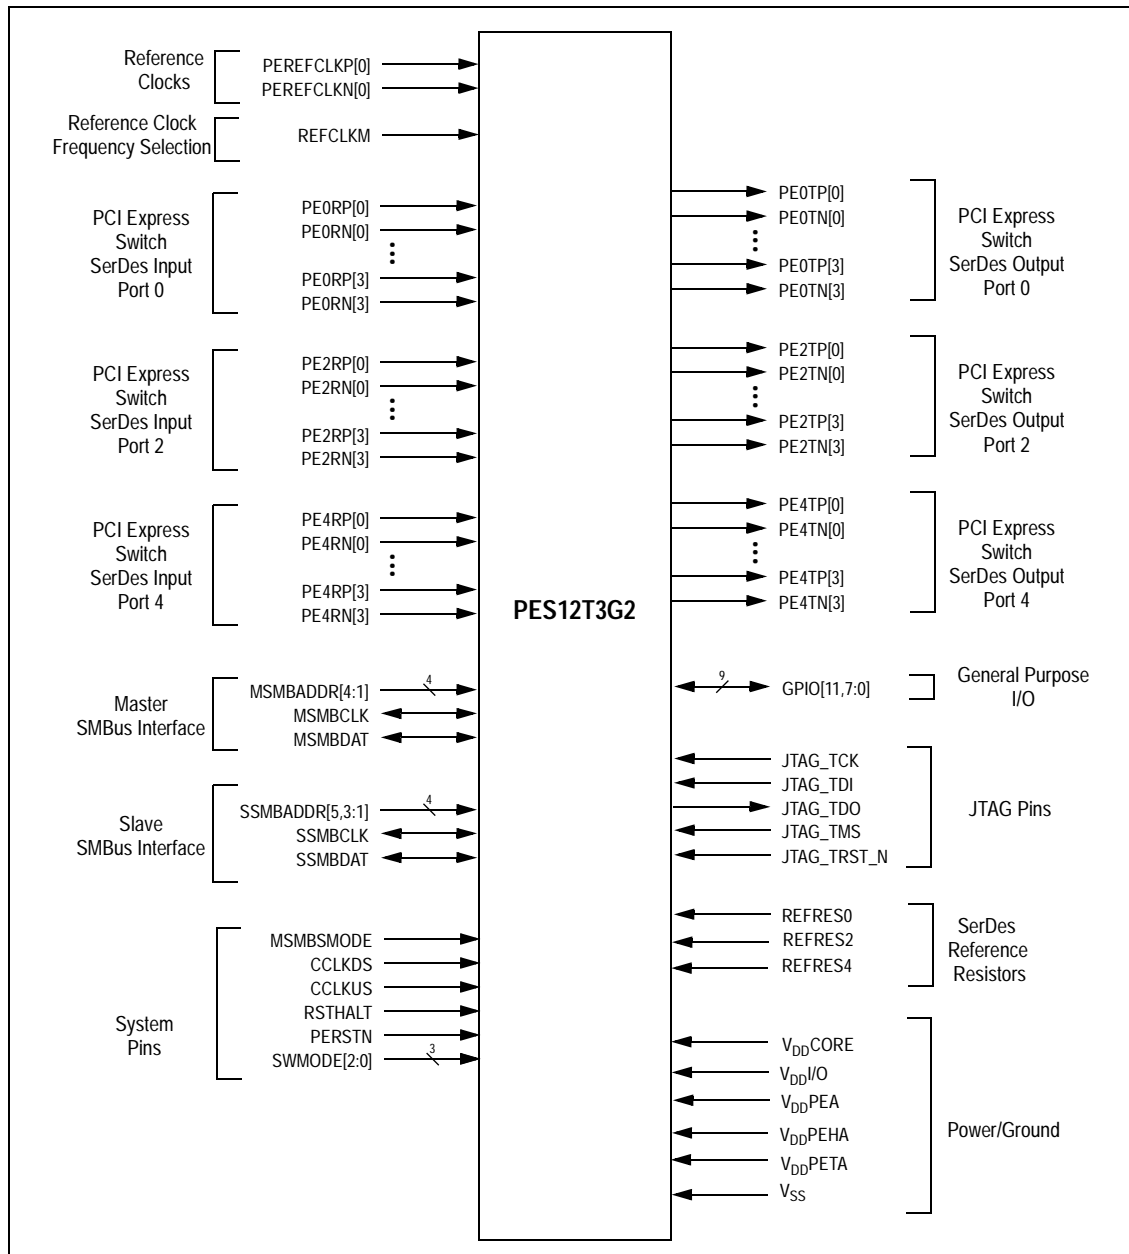 Reference
Clocks
PEREFCLKP[0]
PEREFCLKN[0]
Reference Clock
Frequency Selection
REFCLKM
PCI Express
Switch
SerDes Input
Port 0
PE0RP[0]
PE0RN[0]
PE0RP[3]
PE0RN[3]
PCI Express
Switch
SerDes Input
Port 2
PE2RP[0]
PE2RN[0]
PE2RP[3]
PE2RN[3]
PCI Express
Switch
SerDes Input
Port 4
PE4RP[0]
PE4RN[0]
PE4RP[3]
PE4RN[3]
Master
SMBus Interface
MSMBADDR[4:1]
4
MSMBCLK
MSMBDAT
Slave
SMBus Interface
SSMBADDR[5,3:1]
4
SSMBCLK
SSMBDAT
System
Pins
MSMBSMODE
CCLKDS
CCLKUS
RSTHALT
PERSTN
SWMODE[2:0]
3
PES12T3G2
PE0TP[0]
PE0TN[0]
PE0TP[3]
PE0TN[3]
PCI Express
Switch
SerDes Output
Port 0
PE2TP[0]
PE2TN[0]
PE2TP[3]
PE2TN[3]
PCI Express
Switch
SerDes Output
Port 2
PE4TP[0]
PE4TN[0]
PE4TP[3]
PE4TN[3]
PCI Express
Switch
SerDes Output
Port 4
9
GPIO[11,7:0]
General Purpose
I/O
JTAG_TCK
JTAG_TDI
JTAG_TDO
JTAG_TMS
JTAG_TRST_N
JTAG Pins
REFRES0
REFRES2
REFRES4
SerDes
Reference
Resistors
VDDCORE
VDDI/O
VDDPEA
VDDPEHA
VDDPETA
VSS
Power/Ground